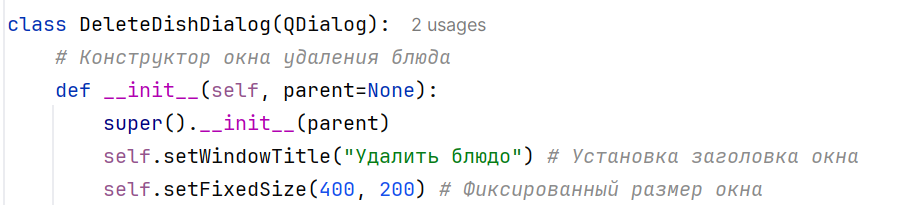 class DeleteDishDialog(QDialog): 2 usages
    # Конструктор окна удаления блюда
    def __init__(self, parent=None):
        super().__init__(parent)
        self.setWindowTitle("Удалить блюдо") # Установка заголовка окна
        self.setFixedSize(400, 200) # Фиксированный размер окна